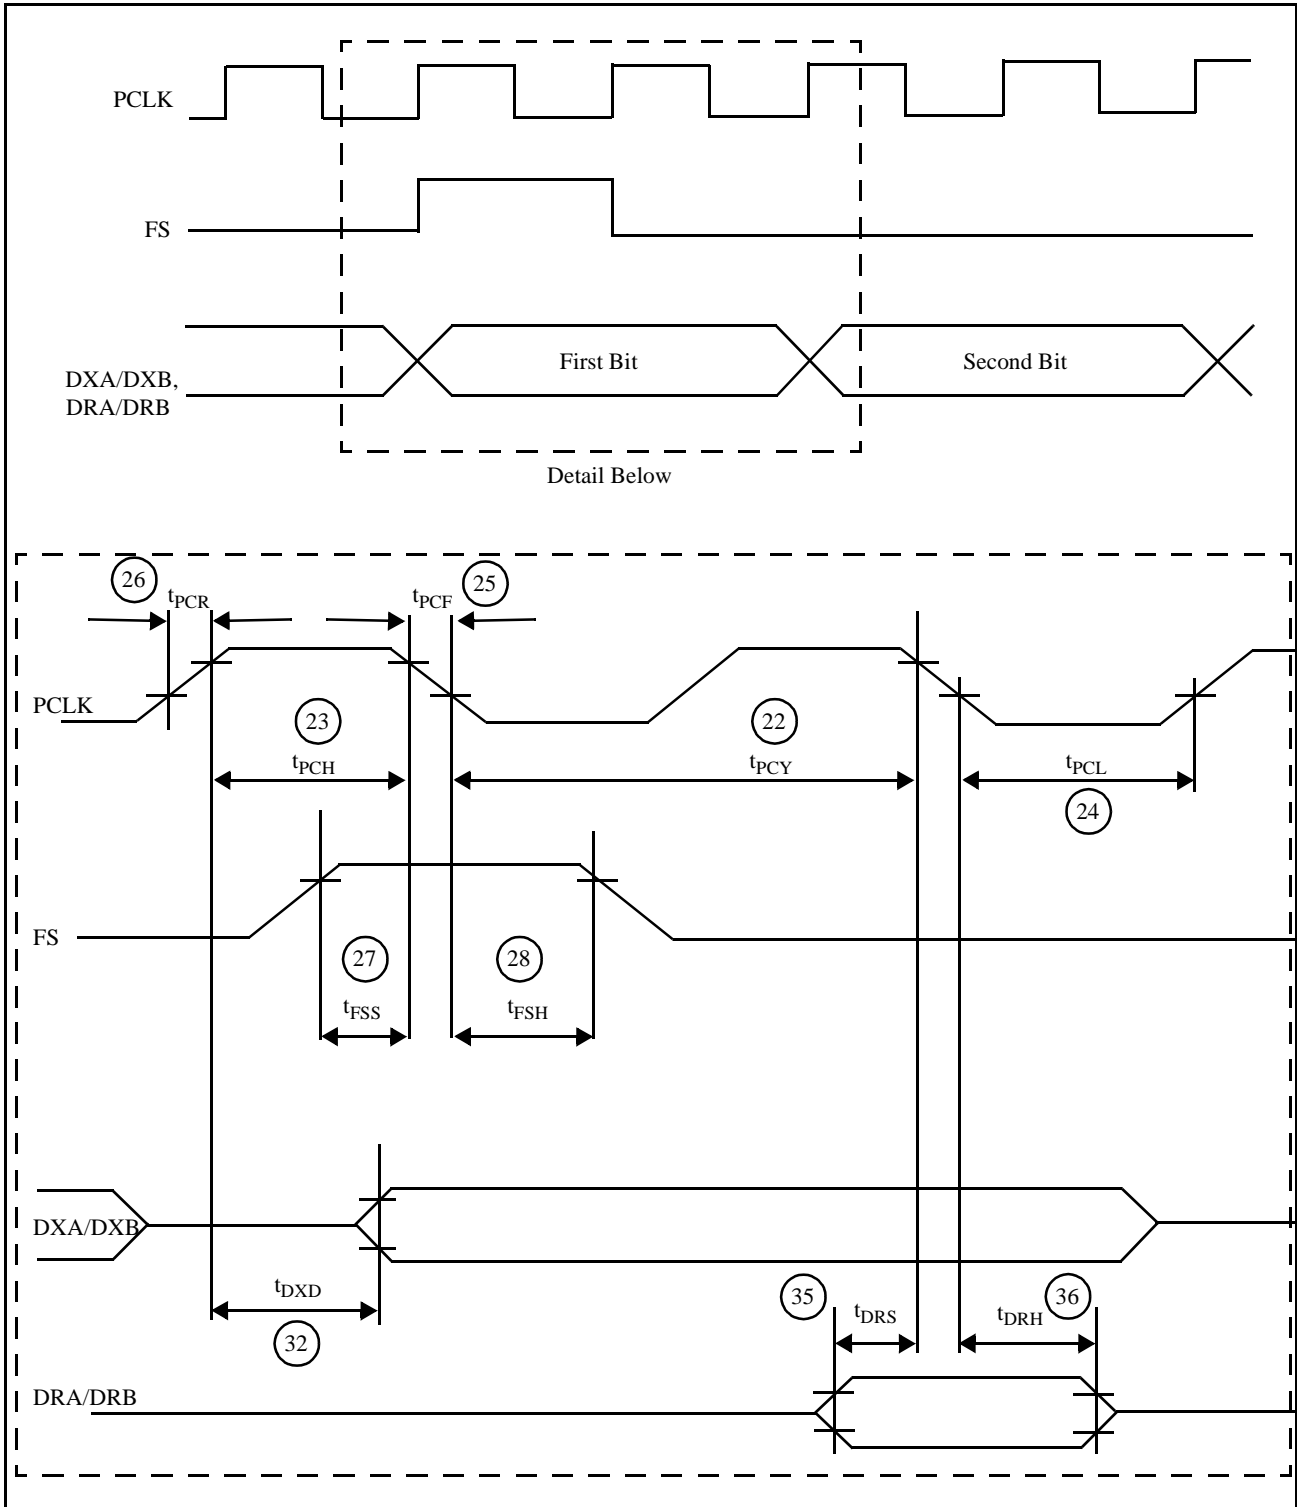 PCLK
FS
First Bit
Second Bit
DXA/DXB,
DRA/DRB
Detail Below
26
tPCR
tPCF
25
PCLK
23
22
tPCH
tPCY
tPCL
24
FS
27
28
tFSS
tFSH
DXA/DXB
tDXD
32
35
tDRS
tDRH
36
DRA/DRB